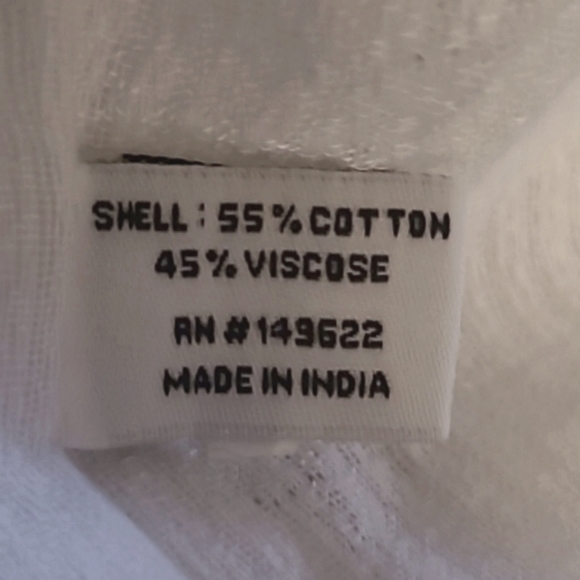 SHELL : 55% COTTON
45% VISCOSE
RN #149622
MADE IN INDIA